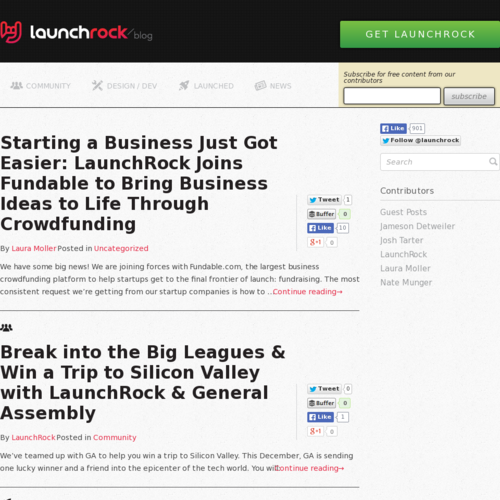 launchrock/blog
GET LAUNCHROCK
COMMUNITY
DESIGN / DEV
LAUNCHED
NEWS
Subscribe for free content from our
contributors
subscribe
Starting a Business Just Got
Easier: LaunchRock Joins
Fundable to Bring Business
Ideas to Life Through
Crowdfunding
By Laura Moller Posted in Uncategorized
We have some big news! We are joining forces with Fundable.com, the largest business
crowdfunding platform to help startups get to the final frontier of launch: fundraising. The most
consistent request we're getting from our startup companies is how to ...Continue reading→
Tweet 1
Buffer 0
Like 10
+1 0
Break into the Big Leagues &
Win a Trip to Silicon Valley
with LaunchRock & General
Assembly
By LaunchRock Posted in Community
We've teamed up with GA to help you win a trip to Silicon Valley. This December, GA is sending
one lucky winner and a friend into the epicenter of the tech world. You will Continue reading→
Tweet 0
Buffer 0
Like 1
+1 0
Like 901
Follow @launchrock
Search
Contributors
Guest Posts
Jameson Detweiler
Josh Tarter
LaunchRock
Laura Moller
Nate Munger